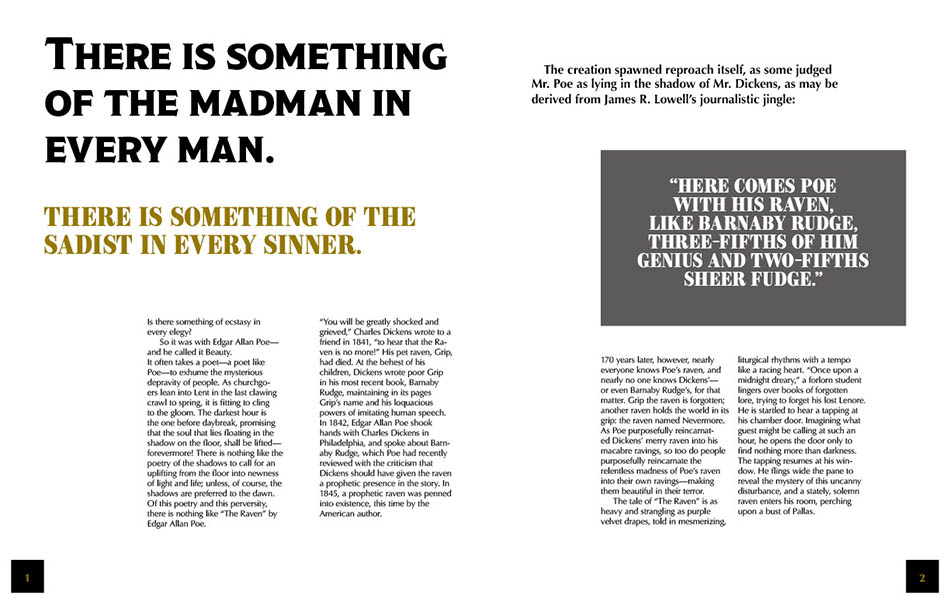 THERE IS SOMETHING
OF THE MADMAN IN
EVERY MAN.
THERE IS SOMETHING OF THE
SADIST IN EVERY SINNER.
Is there something of ecstasy in
every elegy?
So it was with Edgar Allan Poe—
and he called it Beauty.
It often takes a poet—a poet like
Poe—to exhume the mysterious
depravity of people. As churchgo-
ers lean into Lent in the last clawing
crawl to spring, it is fitting to cling
to the gloom. The darkest hour is
the one before daybreak, promising
that the soul that lies floating in the
shadow on the floor, shall be lifted—
forevermore! There is nothing like the
poetry of the shadows to call for an
uplifting from the floor into newness
of light and life; unless, of course, the
shadows are preferred to the dawn.
Of this poetry and this perversity,
there is nothing like “The Raven” by
Edgar Allan Poe.
“You will be greatly shocked and
grieved,” Charles Dickens wrote to a
friend in 1841, “to hear that the Ra-
ven is no more!” His pet raven, Grip,
had died. At the behest of his
children, Dickens wrote poor Grip
in his most recent book, Barnaby
Rudge, maintaining in its pages
Grip’s name and his loquacious
powers of imitating human speech.
In 1842, Edgar Allan Poe shook
hands with Charles Dickens in
Philadelphia, and spoke about Barn-
aby Rudge, which Poe had recently
reviewed with the criticism that
Dickens should have given the raven
a prophetic presence in the story. In
1845, a prophetic raven was penned
into existence, this time by the
American author.
1
The creation spawned reproach itself, as some judged
Mr. Poe as lying in the shadow of Mr. Dickens, as may be
derived from James R. Lowell’s journalistic jingle:
“HERE COMES POE
WITH HIS RAVEN,
LIKE BARNABY RUDGE,
THREE-FIFTHS OF HIM
GENIUS AND TWO-FIFTHS
SHEER FUDGE.”
170 years later, however, nearly
everyone knows Poe’s raven, and
nearly no one knows Dickens’—
or even Barnaby Rudge’s, for that
matter. Grip the raven is forgotten;
another raven holds the world in its
grip: the raven named Nevermore.
As Poe purposefully reincarnat-
ed Dickens’ merry raven into his
macabre ravings, so too do people
purposefully reincarnate the
relentless madness of Poe’s raven
into their own ravings—making
them beautiful in their terror.
The tale of “The Raven” is as
heavy and strangling as purple
velvet drapes, told in mesmerizing,
liturgical rhythms with a tempo
like a racing heart. “Once upon a
midnight dreary,” a forlorn student
lingers over books of forgotten
lore, trying to forget his lost Lenore.
He is startled to hear a tapping at
his chamber door. Imagining what
guest might be calling at such an
hour, he opens the door only to
find nothing more than darkness.
The tapping resumes at his win-
dow. He flings wide the pane to
reveal the mystery of this uncanny
disturbance, and a stately, solemn
raven enters his room, perching
upon a bust of Pallas.
2